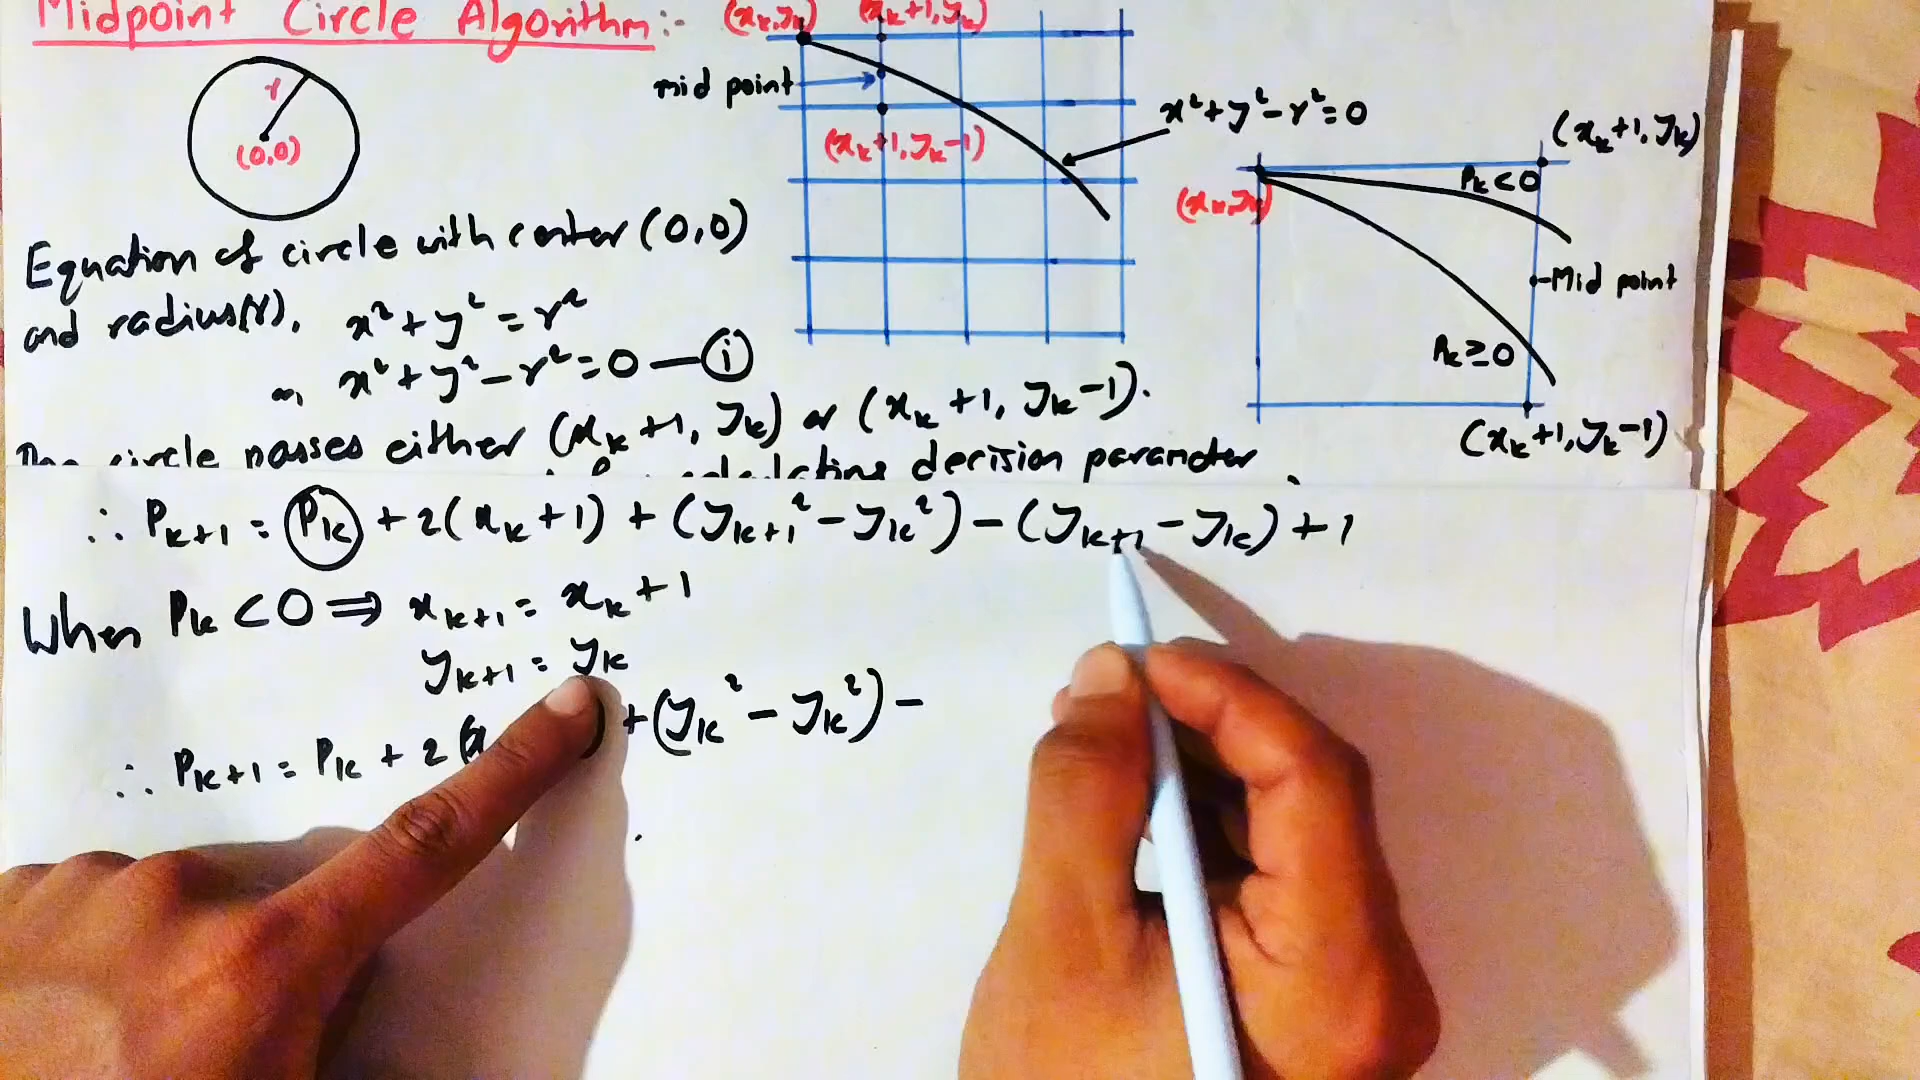 Midpoint Circle Algorithm:-
(xₖ,yₖ) (xₖ+1,yₖ)
mid point
(xₖ+1,yₖ-1)
x²+y²-r²=0
r
(0,0)
(xₖ+1,yₖ)
Pₖ<0
(xₖ,yₖ)
Mid point
Pₖ≥0
(xₖ+1,yₖ-1)
Equation of circle with center (0,0)
and radius(r), x²+y²=r²
or, x²+y²-r²=0 — (i)
The circle passes either (xₖ+1, yₖ) or (xₖ+1, yₖ-1).
calculating decision parameter
∴ Pₖ₊₁ = Pₖ + 2(xₖ+1) + (yₖ₊₁² - yₖ²) - (yₖ₊₁ - yₖ) + 1
When Pₖ<0 ⇒ xₖ₊₁ = xₖ+1
yₖ₊₁ = yₖ
∴ Pₖ₊₁ = Pₖ + 2(x +(yₖ² - yₖ²) -